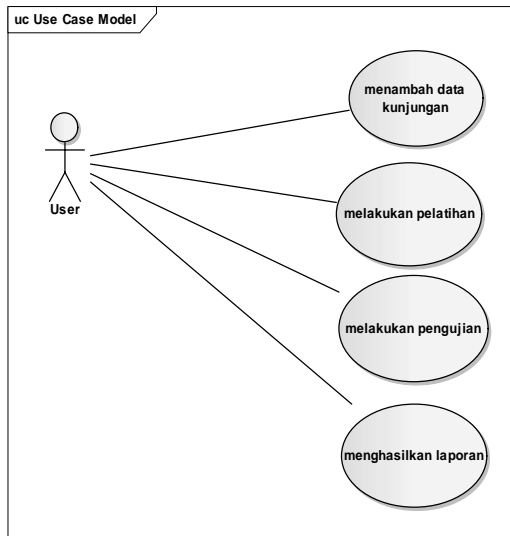 uc Use Case Model
menambah data
kunjungan
User
melakukan pelatihan
melakukan pengujian
menghasilkan laporan